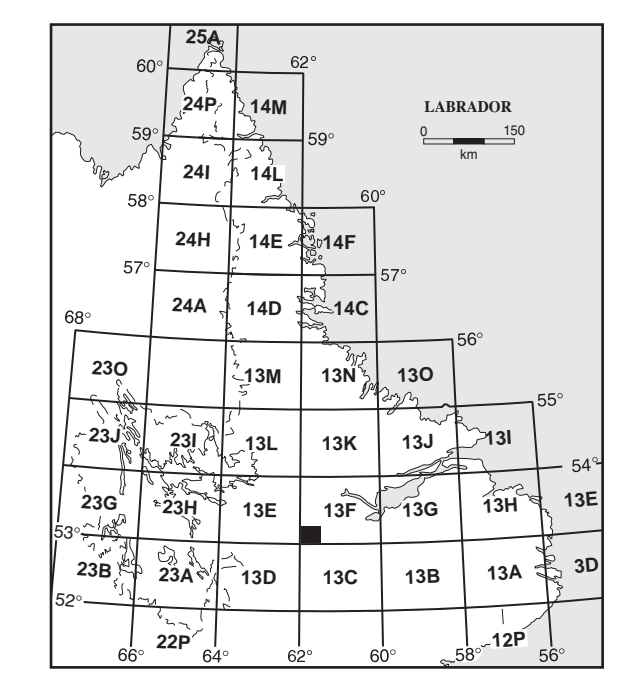 25A
60° 62°
LABRADOR
24P 14M
0 150
km
59° 59°
24I 14L
58° 60°
24H 14E 14F
57° 57°
24A 14D 14C
68°
56°
23O 13M 13N 13O
55°
23J 23I 13L 13K 13J 13I
54°
23G 23H 13E 13F 13G 13H 13E
53°
23B 23A 13D 13C 13B 13A 3D
52°
22P 12P
66° 64° 62° 60° 58° 56°